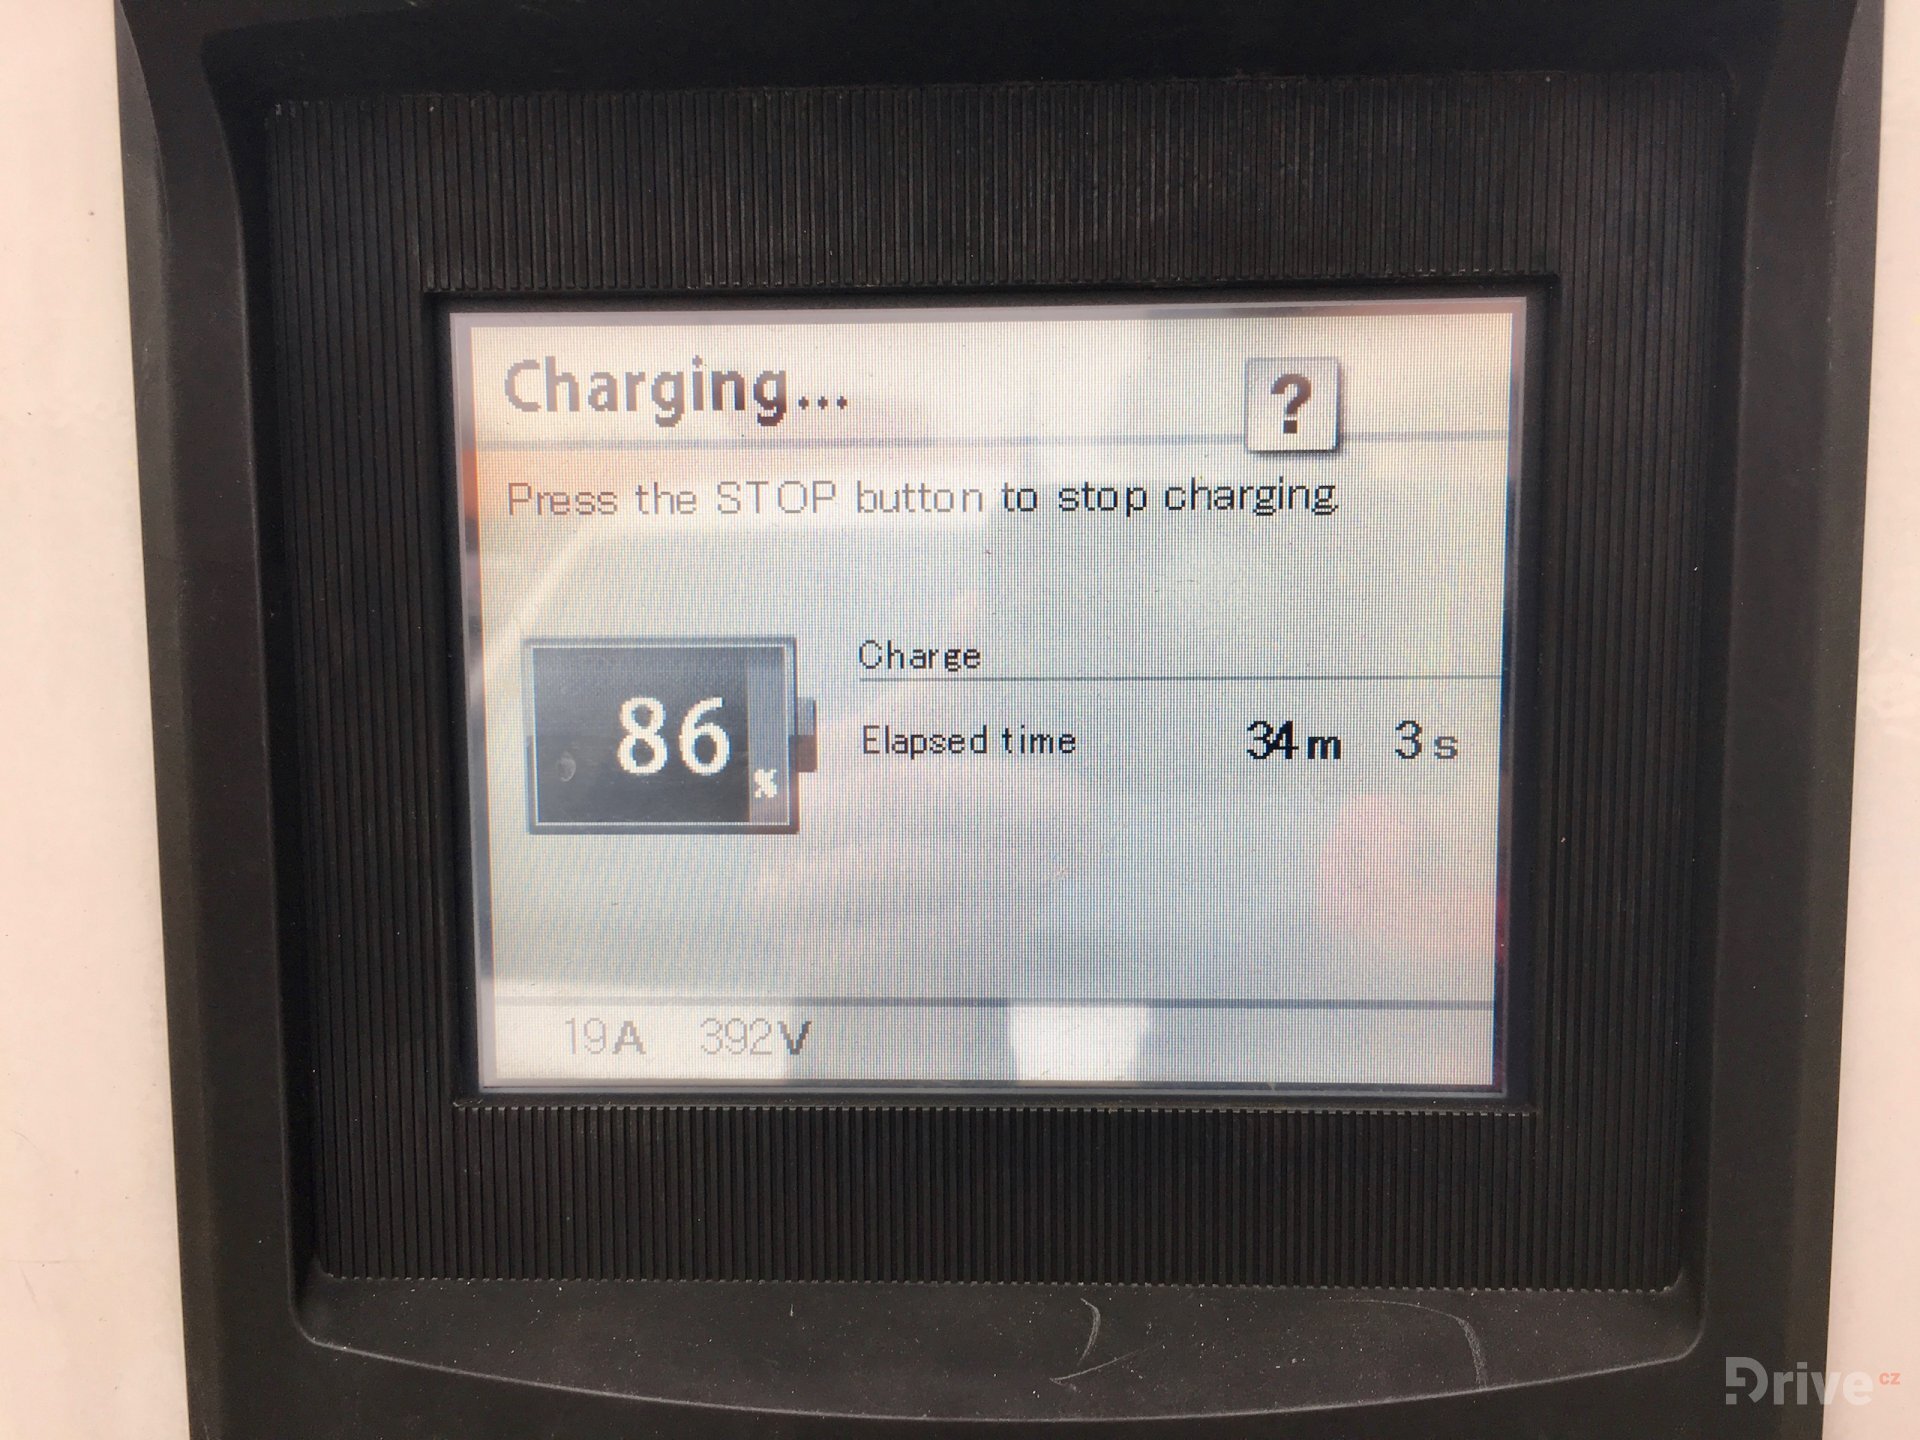 Charging...
?
Press the STOP button to stop charging.
Charge
86 %
Elapsed time 34m 3s
19A 392V
Drive cz